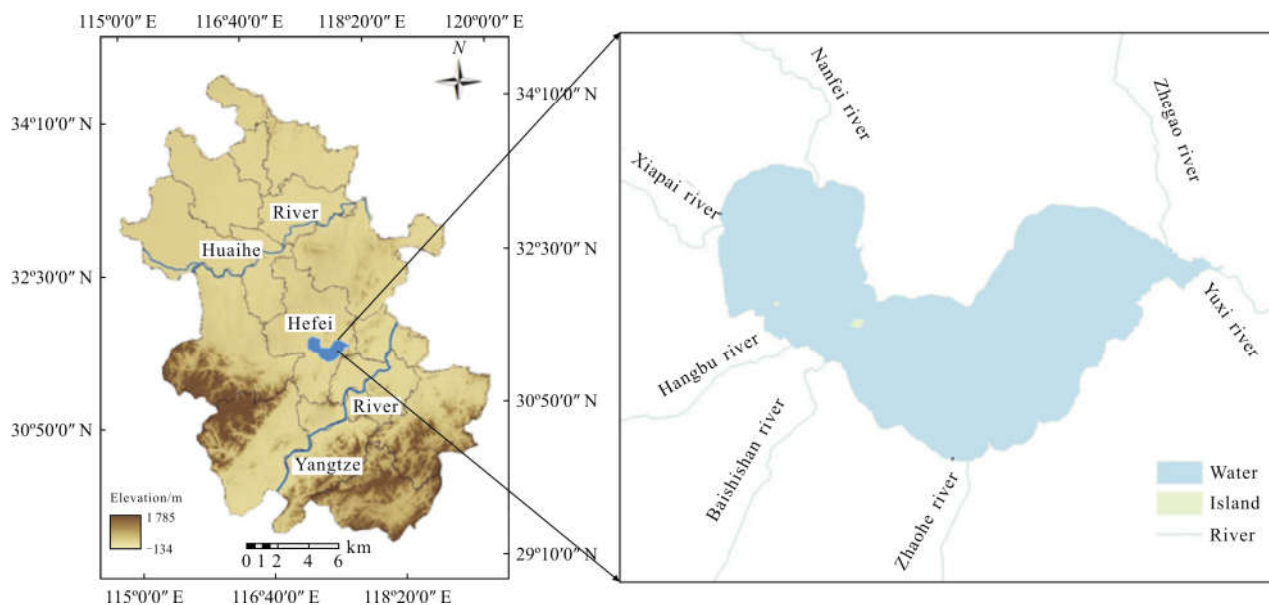 115°0′0″ E 116°40′0″ E 118°20′0″ E 120°0′0″ E
N
34°10′0″ N
34°10′0″ N
River
Huaihe
32°30′0″ N
32°30′0″ N
Hefei
River
30°50′0″ N
30°50′0″ N
Yangtze
Elevation/m
1 785
−134
0 1 2 4 6 km
29°10′0″ N
115°0′0″ E 116°40′0″ E 118°20′0″ E
Nanfei river
Zhegao river
Xiapai river
Yuxi river
Hangbu river
Baishishan river
Zhaohe river
Water
Island
River